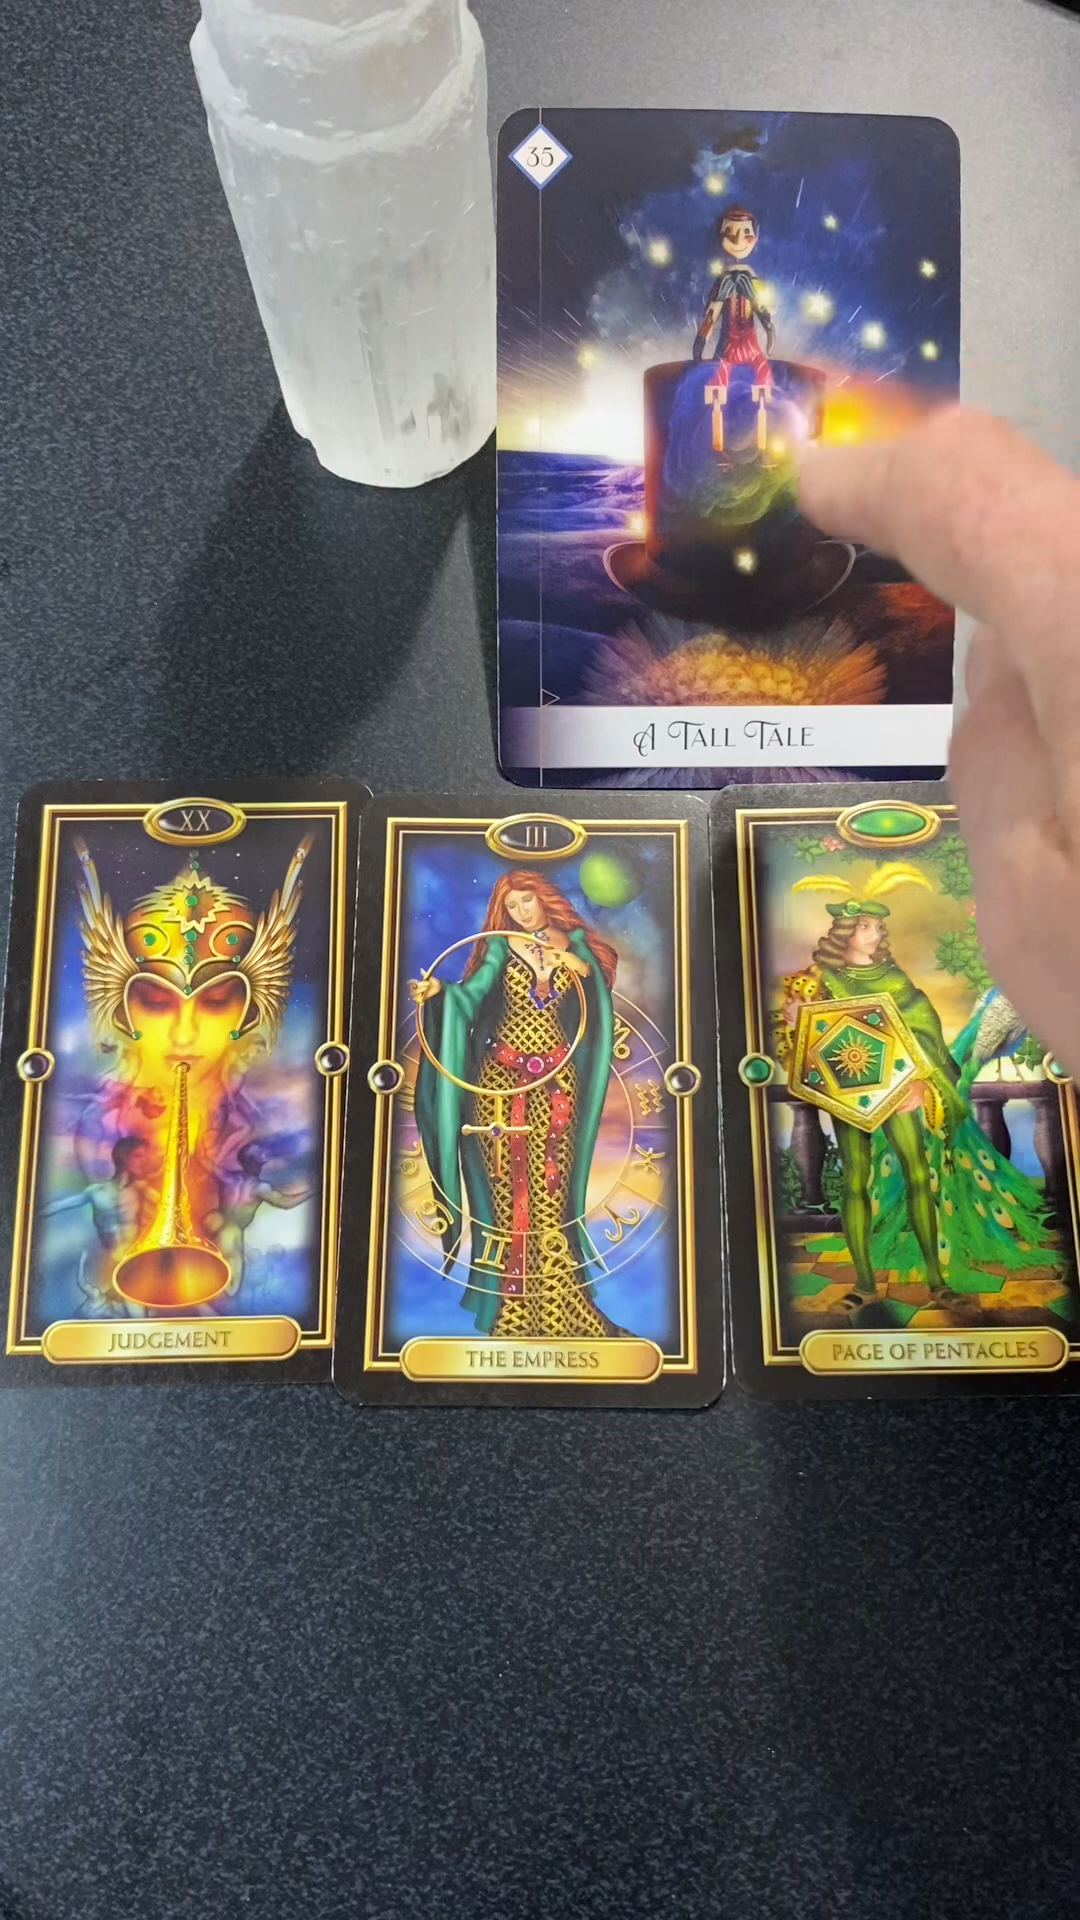 35
A TALL TALE
XX
JUDGEMENT
III
THE EMPRESS
PAGE OF PENTACLES